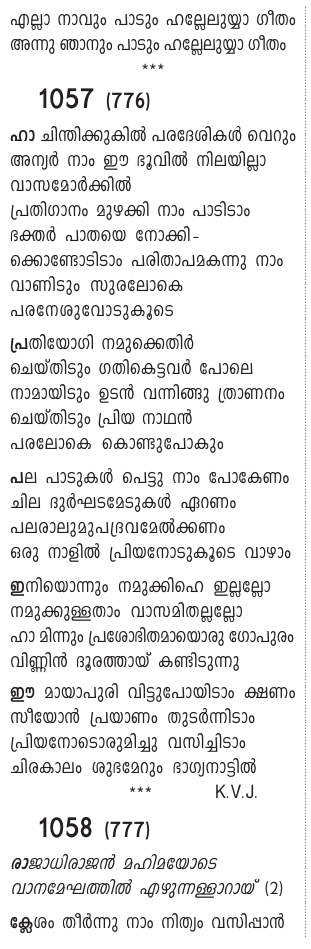 എല്ലാ നാവും പാടും ഹല്ലേലുയ്യാ ഗീതം
അന്നു ഞാനും പാടും ഹല്ലേലുയ്യാ ഗീതം
***
1057 (776)
ഹാ ചിന്തിക്കുകിൽ പരദേശികൾ വെറും
അന്യർ നാം ഈ ഭൂവിൽ നിലയില്ലാ
വാസമോർക്കിൽ
പ്രതിഗാനം മുഴക്കി നാം പാടിടാം
ഭക്തർ പാതയെ നോക്കി-
ക്കൊണ്ടോടിടാം പരിതാപമകന്നു നാം
വാണിടും സുരലോകെ
പരനേശുവോടുകൂടെ
പ്രതിയോഗി നമുക്കെതിർ
ചെയ്തിടും ഗതികെട്ടവർ പോലെ
നാമായിടും ഉടൻ വന്നിങ്ങു ത്രാണനം
ചെയ്തിടും പ്രിയ നാഥൻ
പരലോകെ കൊണ്ടുപോകും
പല പാടുകൾ പെട്ടു നാം പോകേണം
ചില ദുർഘടമേടുകൾ ഏറണം
പലരാലുമുപദ്രവമേൽക്കണം
ഒരു നാളിൽ പ്രിയനോടുകൂടെ വാഴാം
ഇനിയൊന്നും നമുക്കിഹെ ഇല്ലല്ലോ
നമുക്കുള്ളതാം വാസമിതല്ലല്ലോ
ഹാ മിന്നും പ്രശോഭിതമായൊരു ഗോപുരം
വിണ്ണിൻ ദൂരത്തായ് കണ്ടിടുന്നു
ഈ മായാപുരി വിട്ടുപോയിടാം ക്ഷണം
സീയോൻ പ്രയാണം തുടർന്നിടാം
പ്രിയനോടൊരുമിച്ചു വസിച്ചിടാം
ചിരകാലം ശുഭമേറും ഭാഗ്യനാട്ടിൽ
*** K.V.J.
1058 (777)
രാജാധിരാജൻ മഹിമയോടെ
വാനമേഘത്തിൽ എഴുന്നള്ളാറായ് (2)
ക്ലേശം തീർന്നു നാം നിത്യം വസിപ്പാൻ